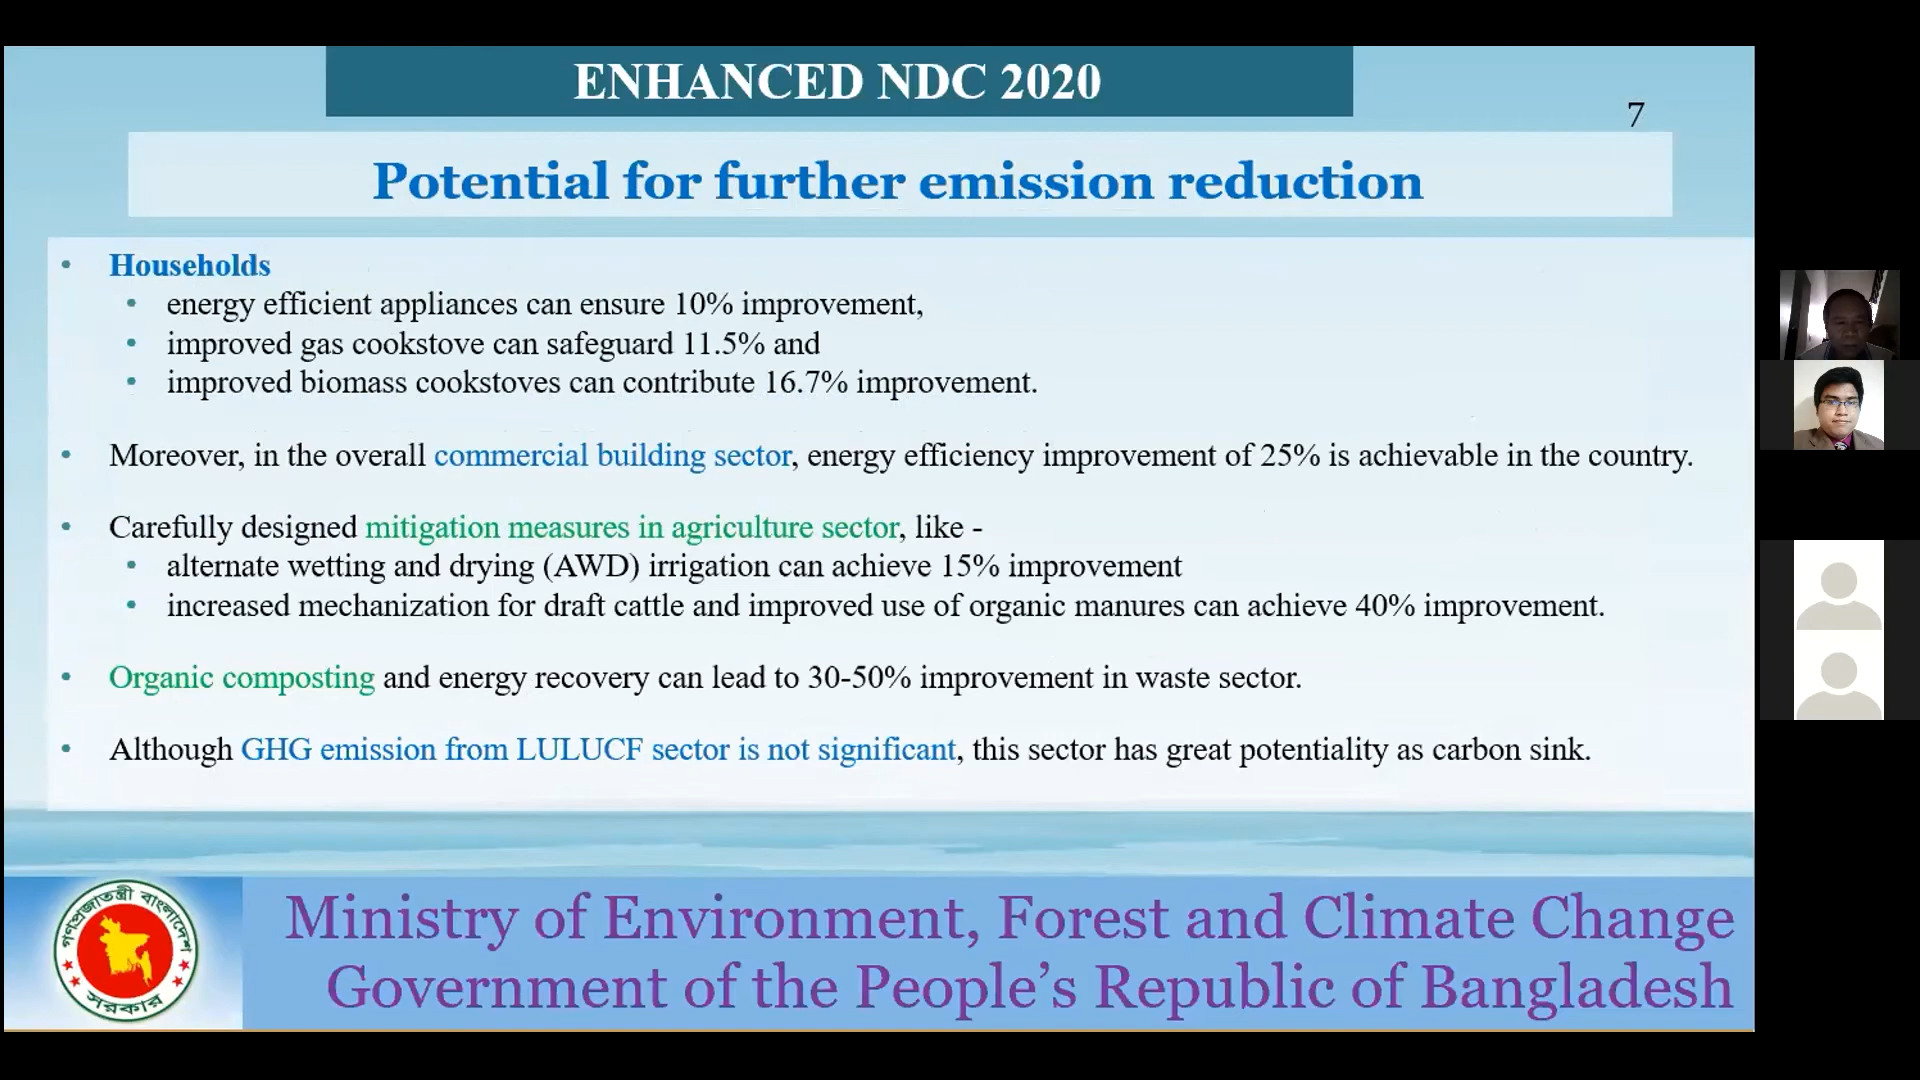 ENHANCED NDC 2020
7
Potential for further emission reduction
• Households
• energy efficient appliances can ensure 10% improvement,
• improved gas cookstove can safeguard 11.5% and
• improved biomass cookstoves can contribute 16.7% improvement.
• Moreover, in the overall commercial building sector, energy efficiency improvement of 25% is achievable in the country.
• Carefully designed mitigation measures in agriculture sector, like -
• alternate wetting and drying (AWD) irrigation can achieve 15% improvement
• increased mechanization for draft cattle and improved use of organic manures can achieve 40% improvement.
• Organic composting and energy recovery can lead to 30-50% improvement in waste sector.
• Although GHG emission from LULUCF sector is not significant, this sector has great potentiality as carbon sink.
গণপ্রজাতন্ত্রী বাংলাদেশ
সরকার
Ministry of Environment, Forest and Climate Change
Government of the People’s Republic of Bangladesh